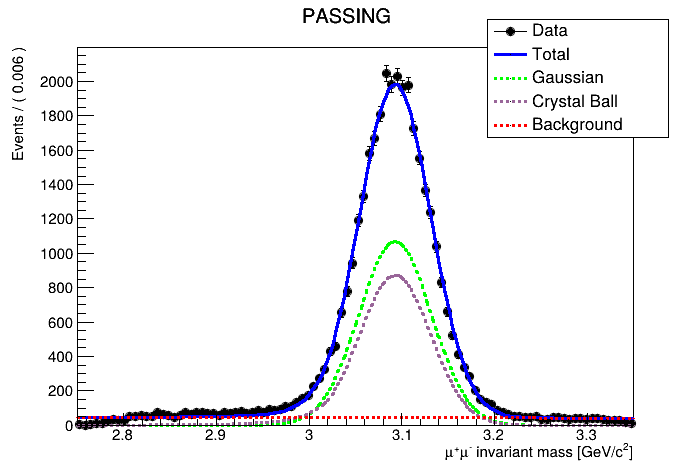 PASSING
Data
Total
Gaussian
Crystal Ball
Background
Events / ( 0.006 )
2000
1800
1600
1400
1200
1000
800
600
400
200
0
2.8 2.9 3 3.1 3.2 3.3
μ⁺μ⁻ invariant mass [GeV/c²]